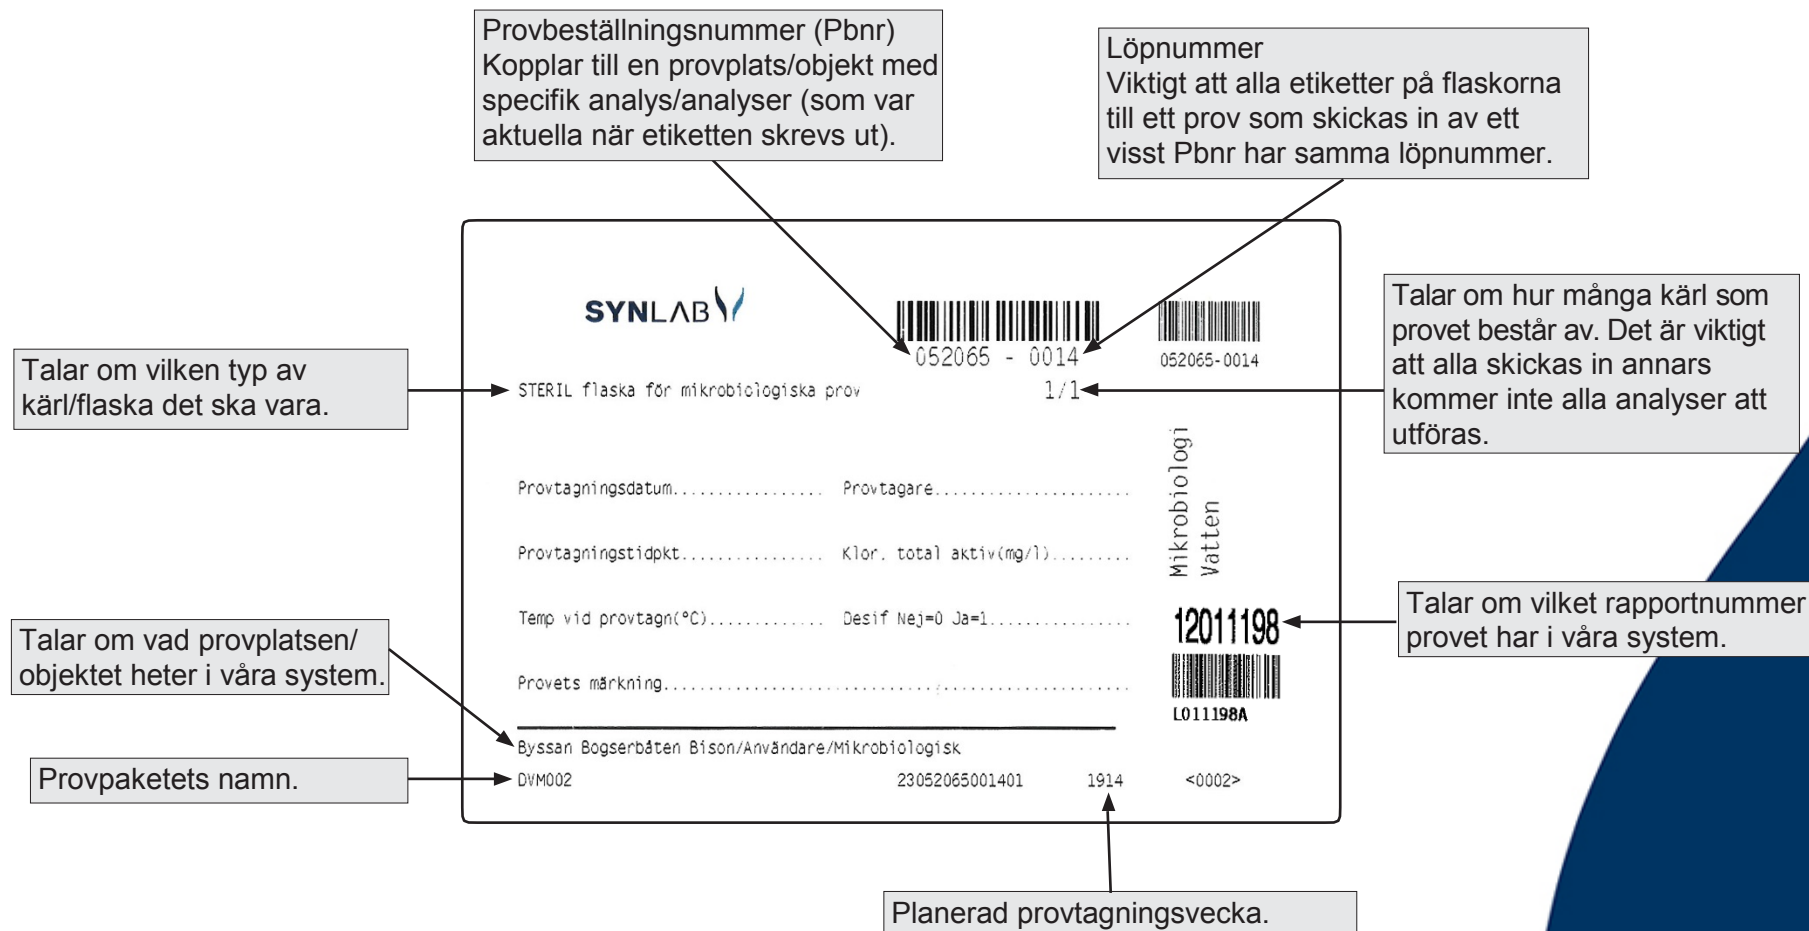 Provbeställningsnummer (Pbnr)
Kopplar till en provplats/objekt med
specifik analys/analyser (som var
aktuella när etiketten skrevs ut).
Löpnummer
Viktigt att alla etiketter på flaskorna
till ett prov som skickas in av ett
visst Pbnr har samma löpnummer.
SYNLAB
052065 - 0014
052065-0014
Talar om hur många kärl som
provet består av. Det är viktigt
att alla skickas in annars
kommer inte alla analyser att
utföras.
Talar om vilken typ av
kärl/flaska det ska vara.
STERIL flaska för mikrobiologiska prov
1/1
Mikrobiologi
Vatten
Provtagningsdatum................. Provtagare......................
Provtagningstidpkt................ Klor. total aktiv(mg/l).........
Temp vid provtagn(°C)............. Desif Nej=0 Ja=1................
12011198
Talar om vilket rapportnummer
provet har i våra system.
Talar om vad provplatsen/
objektet heter i våra system.
Provets märkning.....................................................
L011198A
Byssan Bogserbåten Bison/Användare/Mikrobiologisk
Provpaketets namn.
DVM002 23052065001401 1914 <0002>
Planerad provtagningsvecka.